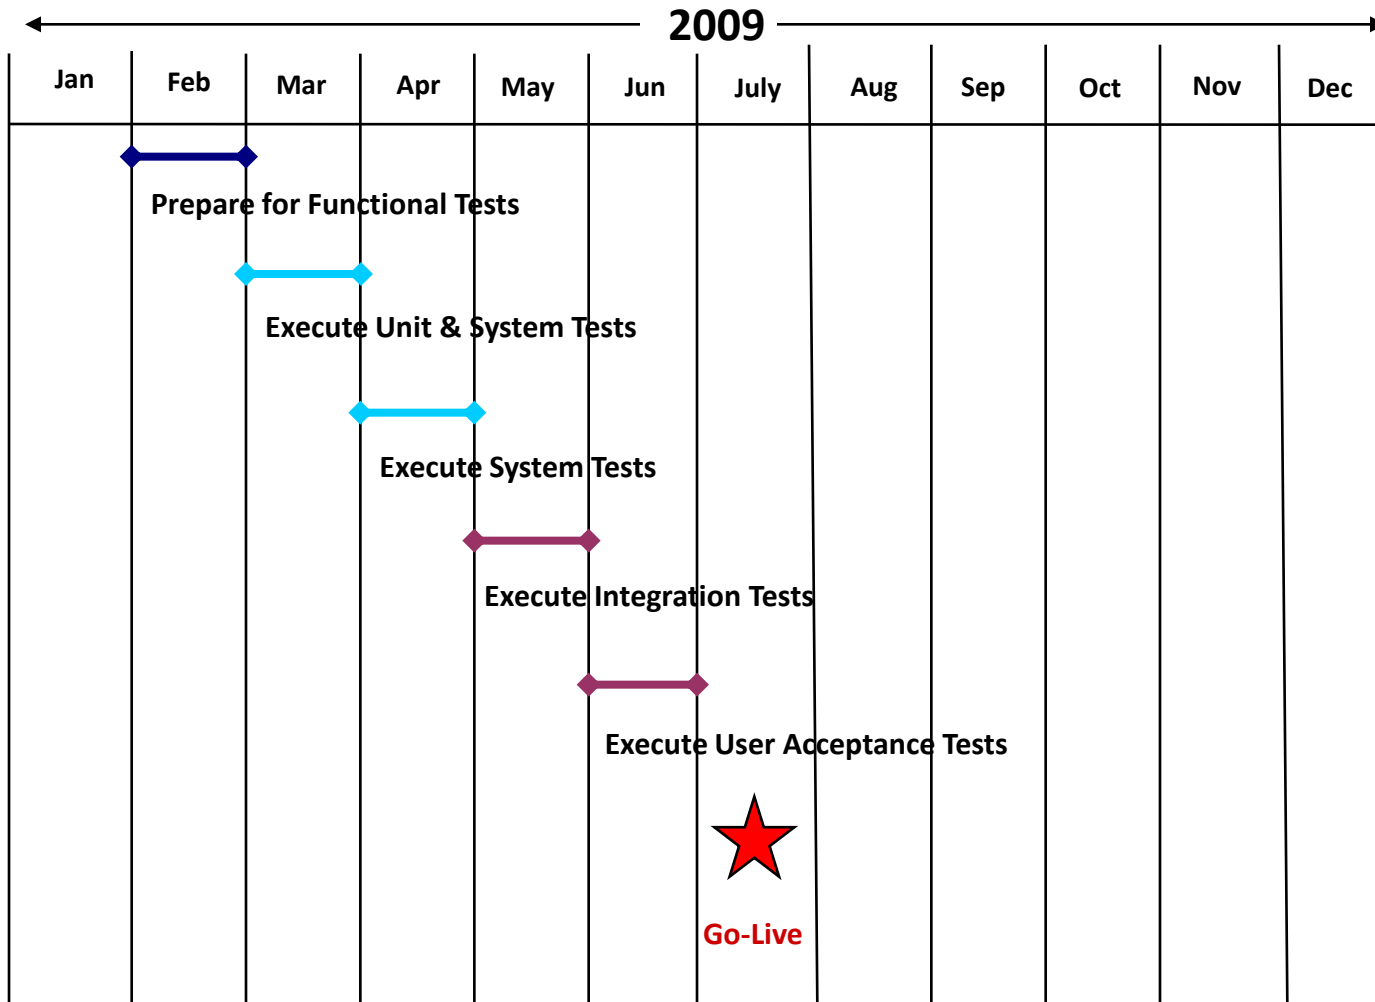 2009
Jan Feb Mar Apr May Jun July Aug Sep Oct Nov Dec
Prepare for Functional Tests
Execute Unit & System Tests
Execute System Tests
Execute Integration Tests
Execute User Acceptance Tests
Go-Live